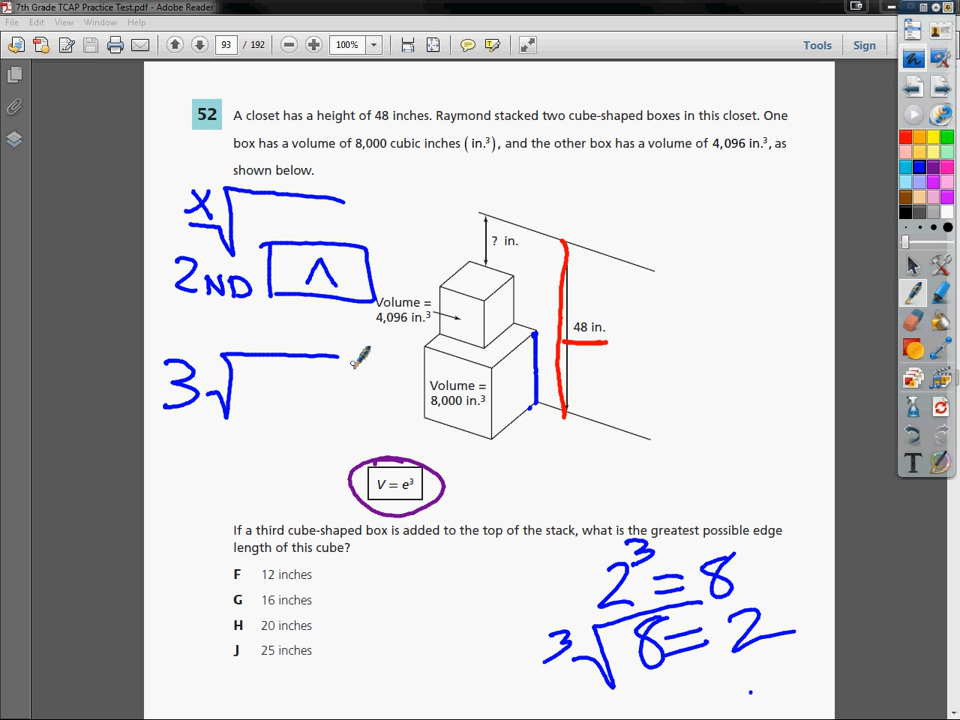 7th Grade TCAP Practice Test.pdf - Adobe Reader
File Edit View Window Help
93 / 192 100% Tools Sign
52 A closet has a height of 48 inches. Raymond stacked two cube-shaped boxes in this closet. One
box has a volume of 8,000 cubic inches (in.³), and the other box has a volume of 4,096 in.³, as
shown below.
x√
2ND ^
3√
? in.
Volume =
4,096 in.³
48 in.
Volume =
8,000 in.³
V = e³
If a third cube-shaped box is added to the top of the stack, what is the greatest possible edge
length of this cube?
F 12 inches
G 16 inches
H 20 inches
J 25 inches
2³ = 8
3√8 = 2
T